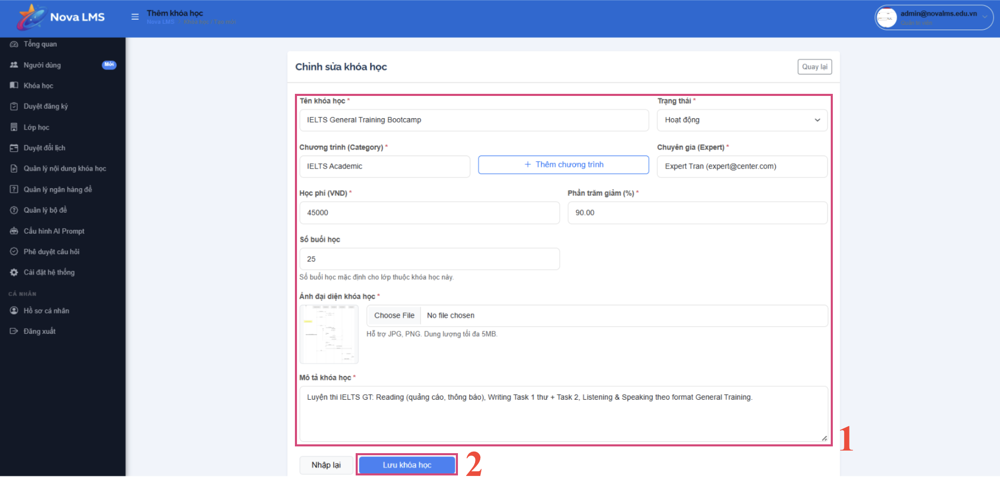 Nova LMS
Thêm khóa học
Nova LMS Khóa học / Tạo mới
admin@novalms.edu.vn
Quản trị viên
Tổng quan
Người dùng
Mới
Khóa học
Duyệt đăng ký
Lớp học
Duyệt đổi lịch
Quản lý nội dung khóa học
Quản lý ngân hàng đề
Quản lý bộ đề
Cấu hình AI Prompt
Phê duyệt câu hỏi
Cài đặt hệ thống
CÁ NHÂN
Hồ sơ cá nhân
Đăng xuất
Chỉnh sửa khóa học
Quay lại
Tên khóa học *
Trạng thái *
IELTS General Training Bootcamp
Hoạt động
Chương trình (Category) *
Chuyên gia (Expert) *
IELTS Academic
+ Thêm chương trình
Expert Tran (expert@center.com)
Học phí (VND) *
Phần trăm giảm (%) *
45000
90.00
Số buổi học
25
Số buổi học mặc định cho lớp thuộc khóa học này.
Ảnh đại diện khóa học *
Choose File No file chosen
Hỗ trợ JPG, PNG. Dung lượng tối đa 5MB.
Mô tả khóa học *
Luyện thi IELTS GT: Reading (quảng cáo, thông báo), Writing Task 1 thư + Task 2, Listening & Speaking theo format General Training.
1
Nhập lại
Lưu khóa học
2